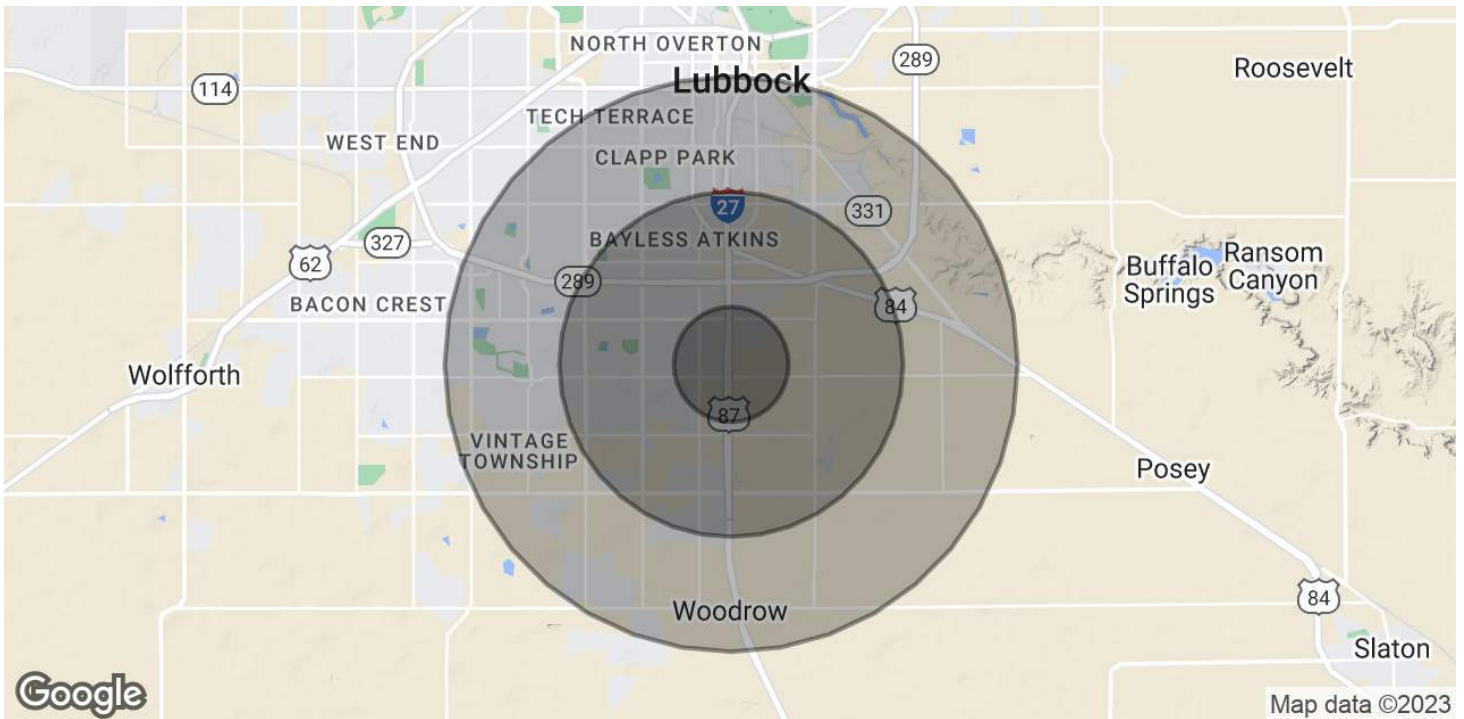 NORTH OVERTON
289
Roosevelt
Lubbock
114
TECH TERRACE
WEST END
CLAPP PARK
27
331
327
BAYLESS ATKINS
62
289
Buffalo
Springs
Ransom
Canyon
BACON CREST
84
Wolfforth
87
VINTAGE
TOWNSHIP
Posey
84
Woodrow
Slaton
Google
Map data ©2023